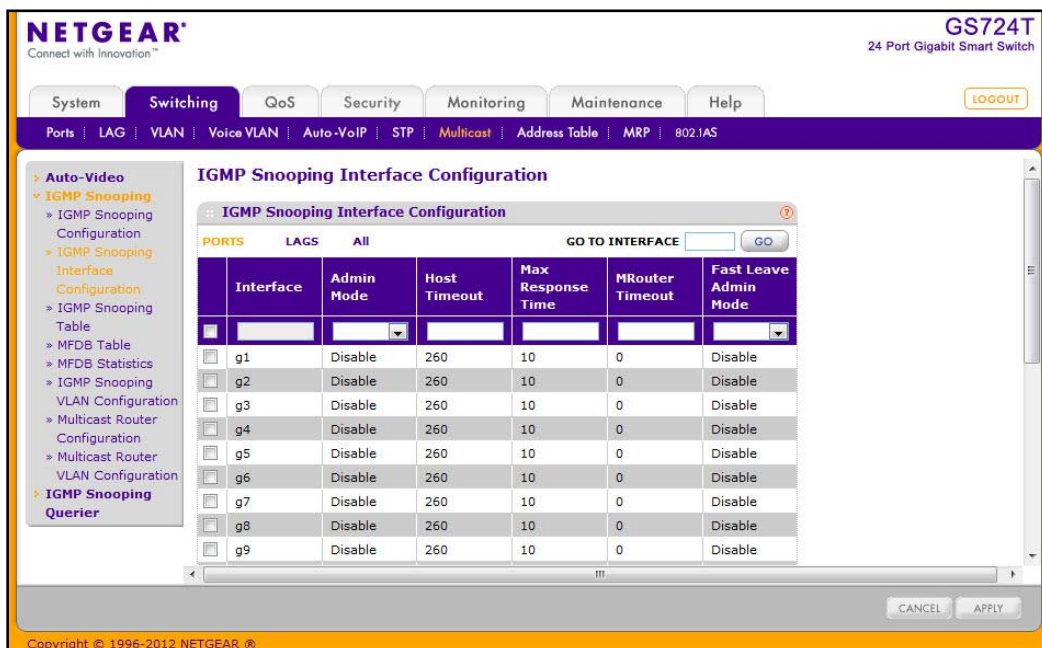 NETGEAR®
Connect with Innovation™
GS724T
24 Port Gigabit Smart Switch
System Switching QoS Security Monitoring Maintenance Help LOGOUT
Ports LAG VLAN Voice VLAN Auto-VoIP STP Multicast Address Table MRP 802.1AS
Auto-Video
IGMP Snooping
» IGMP Snooping
Configuration
» IGMP Snooping
Interface
Configuration
» IGMP Snooping
Table
» MFDB Table
» MFDB Statistics
» IGMP Snooping
VLAN Configuration
» Multicast Router
Configuration
» Multicast Router
VLAN Configuration
IGMP Snooping
Querier
IGMP Snooping Interface Configuration
IGMP Snooping Interface Configuration ?
PORTS LAGS All GO TO INTERFACE GO
Interface Admin Mode Host Timeout Max Response Time MRouter Timeout Fast Leave Admin Mode
g1 Disable 260 10 0 Disable
g2 Disable 260 10 0 Disable
g3 Disable 260 10 0 Disable
g4 Disable 260 10 0 Disable
g5 Disable 260 10 0 Disable
g6 Disable 260 10 0 Disable
g7 Disable 260 10 0 Disable
g8 Disable 260 10 0 Disable
g9 Disable 260 10 0 Disable
CANCEL APPLY
Copyright © 1996-2012 NETGEAR ®